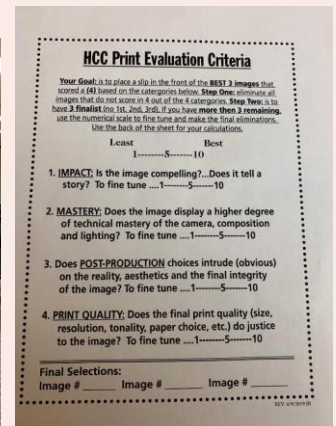 HCC Print Evaluation Criteria
Your Goal: is to place a slip in the front of the BEST 3 images that
scored a (4) based on the catergories below. Step One: eliminate all
images that do not score in 4 out of the 4 catergories. Step Two: is to
have 3 finalist (no 1st, 2nd, 3rd). If you have more then 3 remaining,
use the numerical scale to fine tune and make the final eliminations.
Use the back of the sheet for your calculations.
Least Best
1--------5-------10
1. IMPACT: Is the image compelling?...Does it tell a
story? To fine tune ....1--------5-------10
2. MASTERY: Does the image display a higher degree
of technical mastery of the camera, composition
and lighting? To fine tune ....1--------5-------10
3. Does POST-PRODUCTION choices intrude (obvious)
on the reality, aesthetics and the final integrity
of the image? To fine tune ....1--------5-------10
4. PRINT QUALITY: Does the final print quality (size,
resolution, tonality, paper choice, etc.) do justice
to the image? To fine tune ....1--------5-------10
Final Selections:
Image # ______ Image # ______ Image # ______